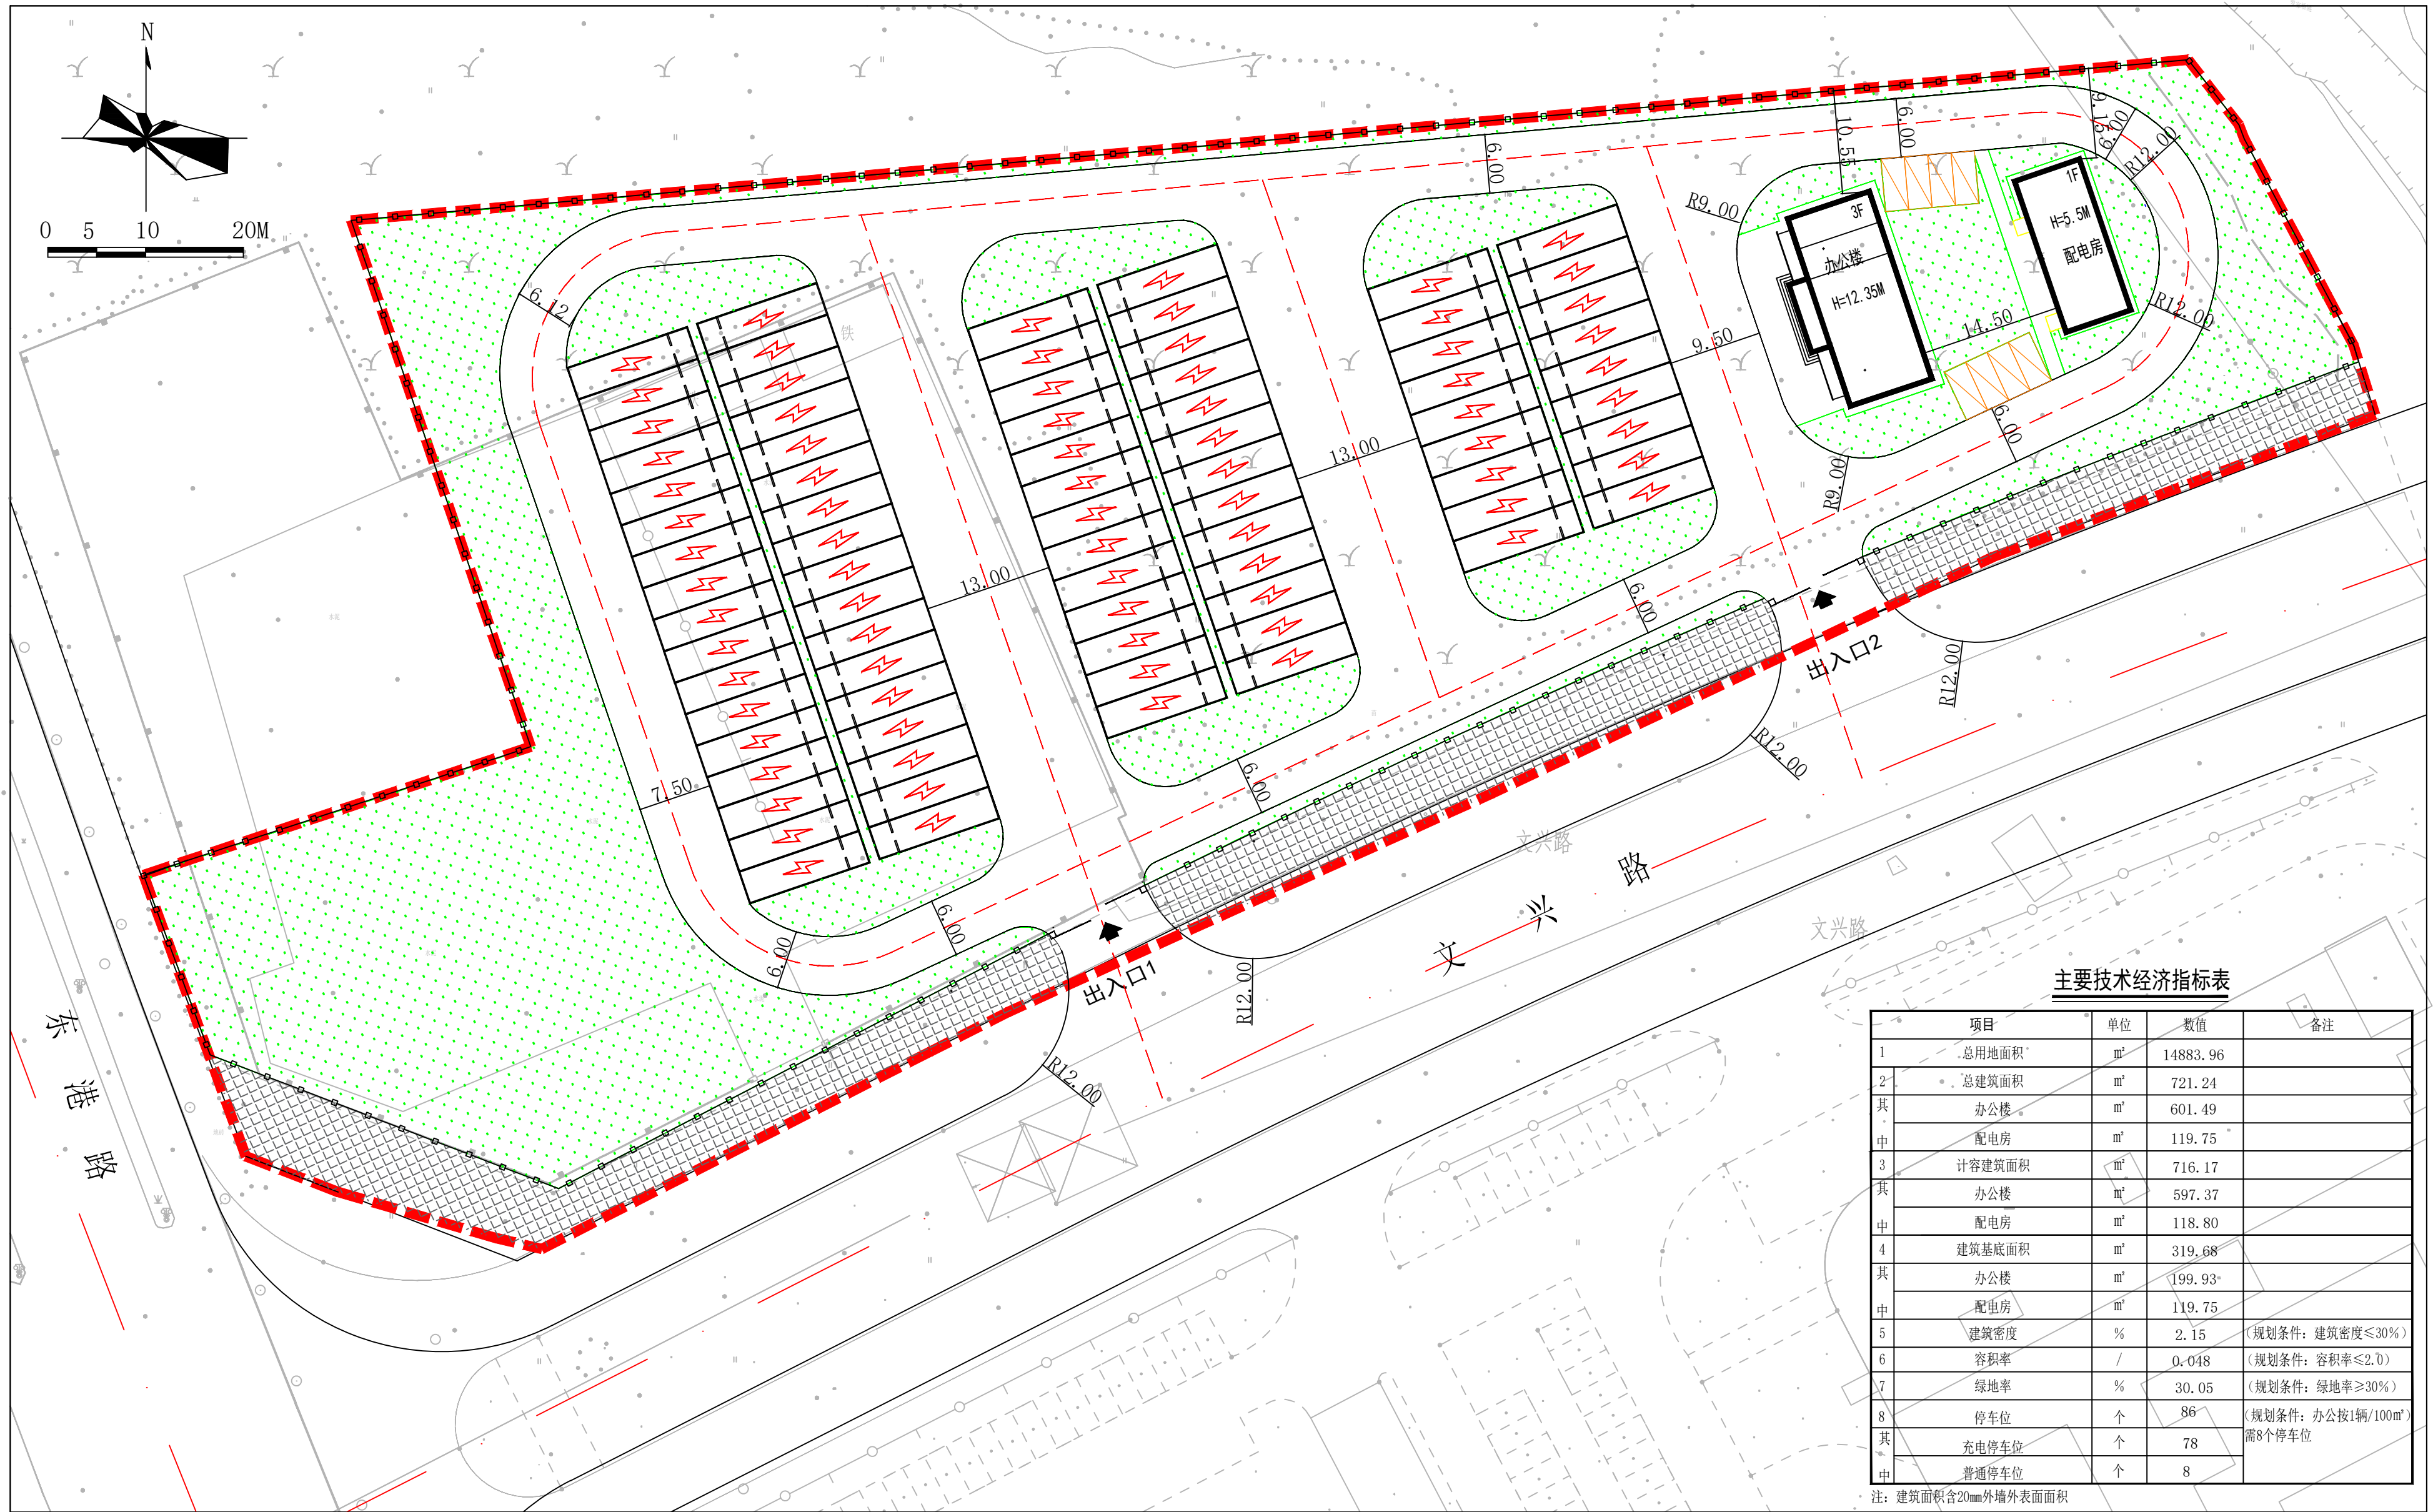 N
0 5 10 20M
6.12
7.50
6.00
6.00
13.00
6.00
6.00
13.00
6.00
9.50
R9.00
R9.00
10.55
6.00
9.15
6.00
R12.00
R12.00
14.50
6.00
3F
办公楼
H=12.35M
1F
H=5.5M
配电房
铁
出入口1
出入口2
R12.00
R12.00
R12.00
R12.00
文兴路
文兴路
文兴路
东港路
主要技术经济指标表
项目 单位 数值 备注
1 总用地面积 ㎡ 14883.96
2 总建筑面积 ㎡ 721.24
其中 办公楼 ㎡ 601.49
配电房 ㎡ 119.75
3 计容建筑面积 ㎡ 716.17
其中 办公楼 ㎡ 597.37
配电房 ㎡ 118.80
4 建筑基底面积 ㎡ 319.68
其中 办公楼 ㎡ 199.93
配电房 ㎡ 119.75
5 建筑密度 % 2.15 (规划条件: 建筑密度≤30%)
6 容积率 / 0.048 (规划条件: 容积率≤2.0)
7 绿地率 % 30.05 (规划条件: 绿地率≥30%)
8 停车位 个 86 (规划条件: 办公按1辆/100㎡)
需8个停车位
其中 充电停车位 个 78
普通停车位 个 8
注: 建筑面积含20mm外墙外表面面积